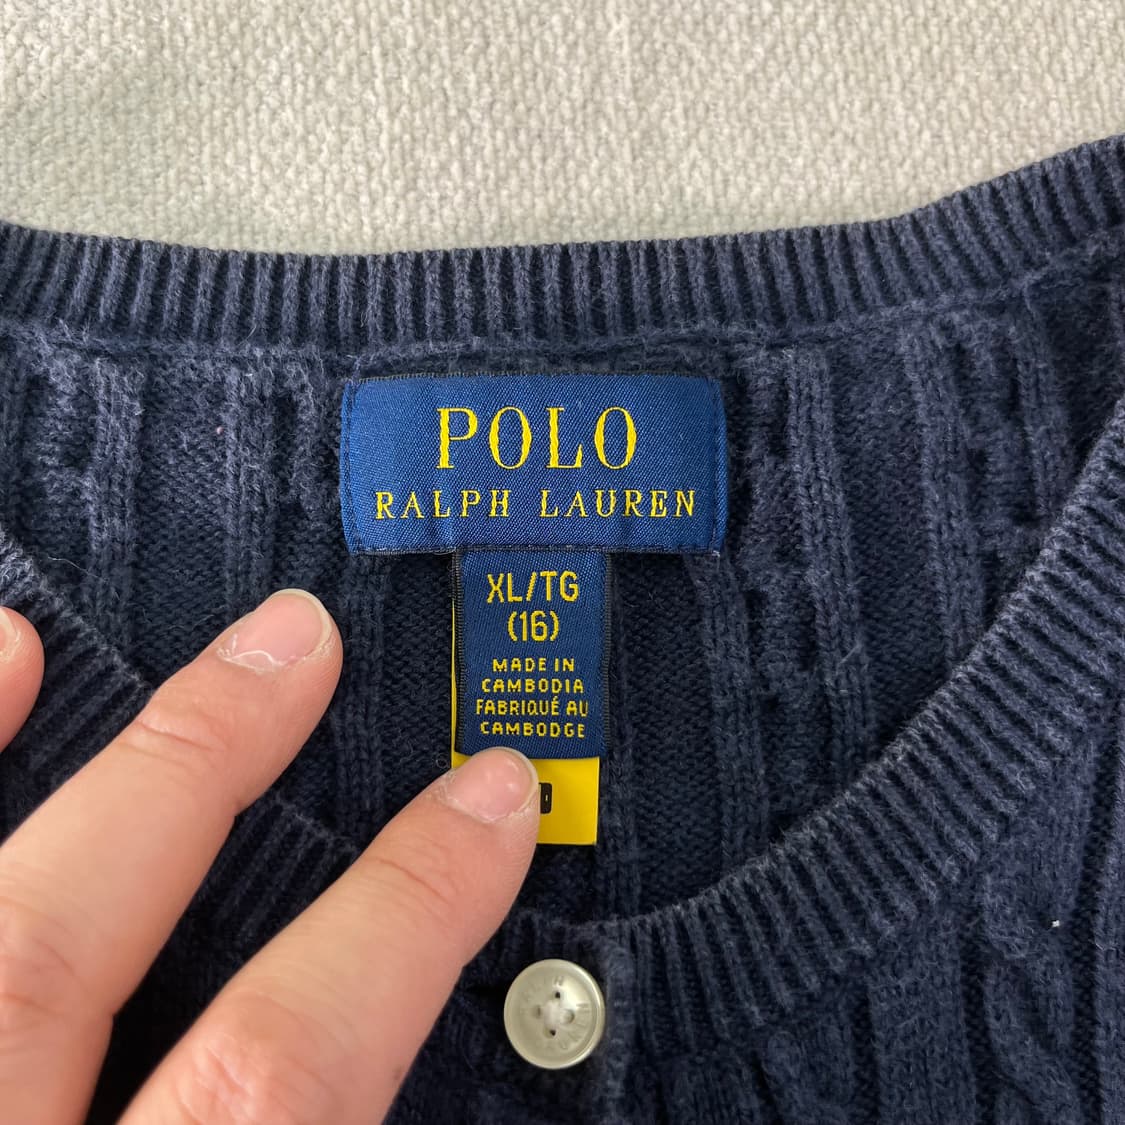 POLO
RALPH LAUREN
XL/TG
(16)
MADE IN
CAMBODIA
FABRIQUÉ AU
CAMBODGE